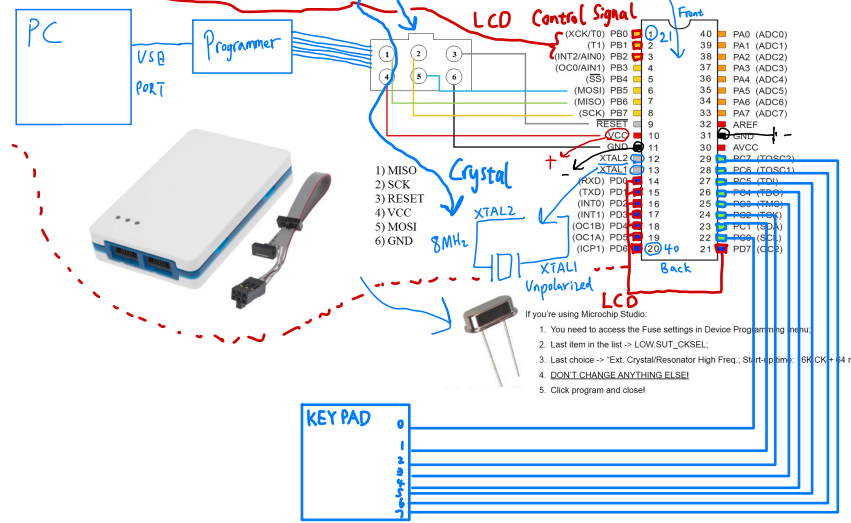 PC
USB
PORT
Programmer
LCD Control Signal
Front
1 2 3
4 5 6
1) MISO
2) SCK
3) RESET
4) VCC
5) MOSI
6) GND
Crystal
XTAL2
8MHz
XTAL1
Unpolarized
(XCK/T0) PB0 1 21 40 PA0 (ADC0)
(T1) PB1 2 39 PA1 (ADC1)
(INT2/AIN0) PB2 3 38 PA2 (ADC2)
(OC0/AIN1) PB3 4 37 PA3 (ADC3)
(SS) PB4 5 36 PA4 (ADC4)
(MOSI) PB5 6 35 PA5 (ADC5)
(MISO) PB6 7 34 PA6 (ADC6)
(SCK) PB7 8 33 PA7 (ADC7)
RESET 9 32 AREF
VCC 10 31 GND -
GND 11 30 AVCC
+ -
XTAL2 12 29 PC7 (TOSC2)
XTAL1 13 28 PC6 (TOSC1)
(RXD) PD0 14 27 PC5 (TDI)
(TXD) PD1 15 26 PC4 (TDO)
(INT0) PD2 16 25 PC3 (TMS)
(INT1) PD3 17 24 PC2 (TCK)
(OC1B) PD4 18 23 PC1 (SDA)
(OC1A) PD5 19 22 PC0 (SCL)
(ICP1) PD6 20 40 21 PD7 (OC2)
Back
LCD
If you're using Microchip Studio:
1. You need to access the Fuse settings in Device Programming menu;
2. Last item in the list -> LOW.SUT_CKSEL;
3. Last choice -> "Ext. Crystal/Resonator High Freq.; Start-up time: 6K CK + 64 m
4. DON'T CHANGE ANYTHING ELSE!
5. Click program and close!
KEYPAD
0
1
2
3
4
5
6
7